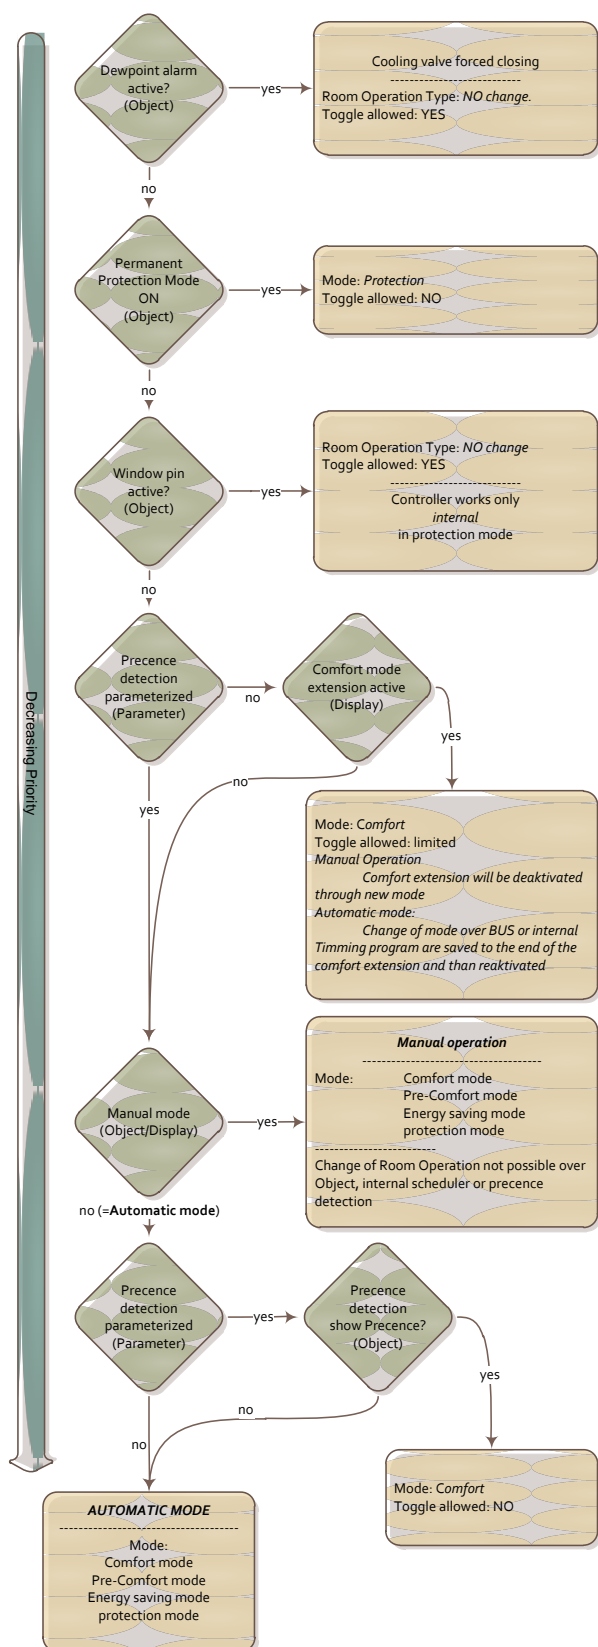 Decreasing Priority
Dewpoint alarm
active?
(Object)
yes
Cooling valve forced closing
--------------------------
Room Operation Type: NO change.
Toggle allowed: YES
no
Permanent
Protection Mode
ON
(Object)
yes
Mode: Protection
Toggle allowed: NO
no
Window pin
active?
(Object)
yes
Room Operation Type: NO change
Toggle allowed: YES
--------------------------
Controller works only
internal
in protection mode
no
Precence
detection
parameterized
(Parameter)
no
Comfort mode
extension active
(Display)
yes
no
yes
Mode: Comfort
Toggle allowed: limited
Manual Operation
Comfort extension will be deaktivated
through new mode
Automatic mode:
Change of mode over BUS or internal
Timming program are saved to the end of the
comfort extension and than reaktivated
Manual mode
(Object/Display)
yes
Manual operation
------------------------------------
Mode: Comfort mode
Pre-Comfort mode
Energy saving mode
protection mode
------------------------
Change of Room Operation not possible over
Object, internal scheduler or precence
detection
no (=Automatic mode)
Precence
detection
parameterized
(Parameter)
yes
Precence
detection
show Precence?
(Object)
yes
no
no
Mode: Comfort
Toggle allowed: NO
AUTOMATIC MODE
------------------------------------
Mode:
Comfort mode
Pre-Comfort mode
Energy saving mode
protection mode